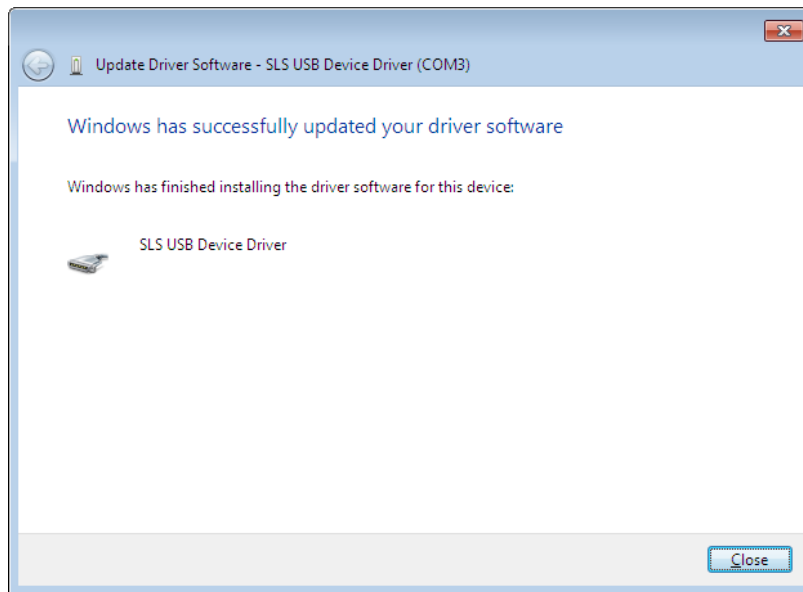 Update Driver Software - SLS USB Device Driver (COM3)
Windows has successfully updated your driver software
Windows has finished installing the driver software for this device:
SLS USB Device Driver
Close